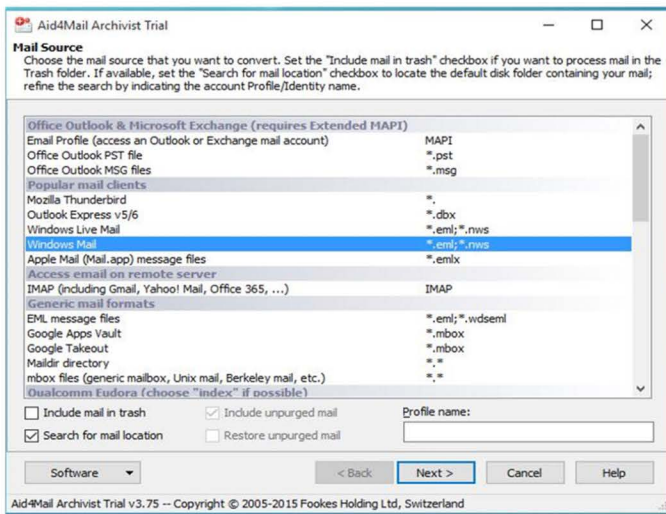 Aid4Mail Archivist Trial
Mail Source
Choose the mail source that you want to convert. Set the "Include mail in trash" checkbox if you want to process mail in the
Trash folder. If available, set the "Search for mail location" checkbox to locate the default disk folder containing your mail;
refine the search by indicating the account Profile/Identity name.
Office Outlook & Microsoft Exchange (requires Extended MAPI)
Email Profile (access an Outlook or Exchange mail account) MAPI
Office Outlook PST file *.pst
Office Outlook MSG files *.msg
Popular mail clients
Mozilla Thunderbird *.
Outlook Express v5/6 *.dbx
Windows Live Mail *.eml;*.nws
Windows Mail *.eml;*.nws
Apple Mail (Mail.app) message files *.emlx
Access email on remote server
IMAP (including Gmail, Yahoo! Mail, Office 365, ...) IMAP
Generic mail formats
EML message files *.eml;*.wdseml
Google Apps Vault *.mbox
Google Takeout *.mbox
Maildir directory *.*
mbox files (generic mailbox, Unix mail, Berkeley mail, etc.) *.*
Qualcomm Eudora (choose "index" if possible)
Include mail in trash Include unpurged mail Profile name:
Search for mail location Restore unpurged mail
Software < Back Next > Cancel Help
Aid4Mail Archivist Trial v3.75 -- Copyright © 2005-2015 Fookes Holding Ltd, Switzerland